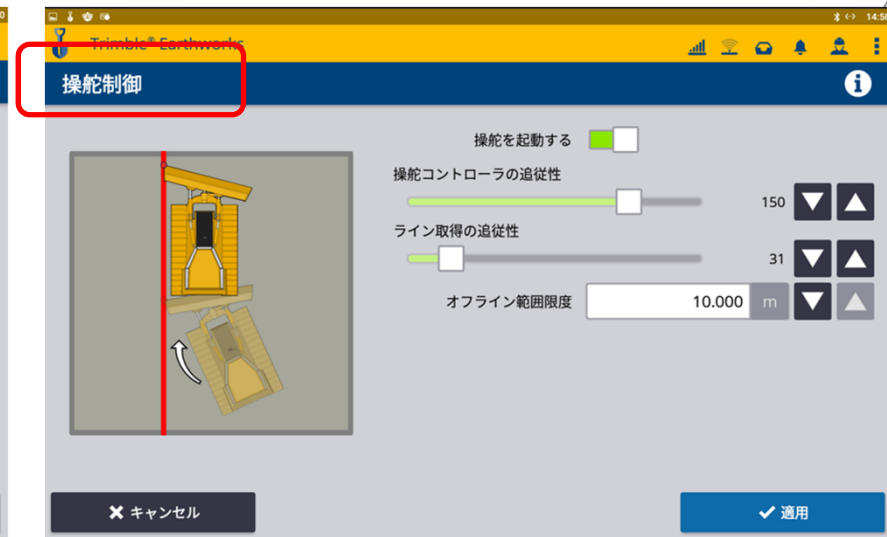 14:50
Trimble® Earthworks
操舵制御
操舵を起動する
操舵コントローラの追従性
150
ライン取得の追従性
31
オフライン範囲限度 10.000 m
キャンセル
適用